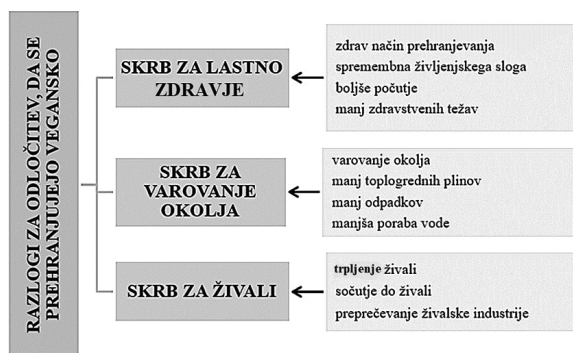 RAZLOGI ZA ODLOČITEV, DA SE
PREHRANJUJEJO VEGANSKO
SKRB ZA LASTNO
ZDRAVJE
zdrav način prehranjevanja
spremembna življenjskega sloga
boljše počutje
manj zdravstvenih težav
SKRB ZA
VAROVANJE
OKOLJA
varovanje okolja
manj toplogrednih plinov
manj odpadkov
manjša poraba vode
SKRB ZA ŽIVALI
trpljenje živali
sočutje do živali
preprečevanje živalske industrije